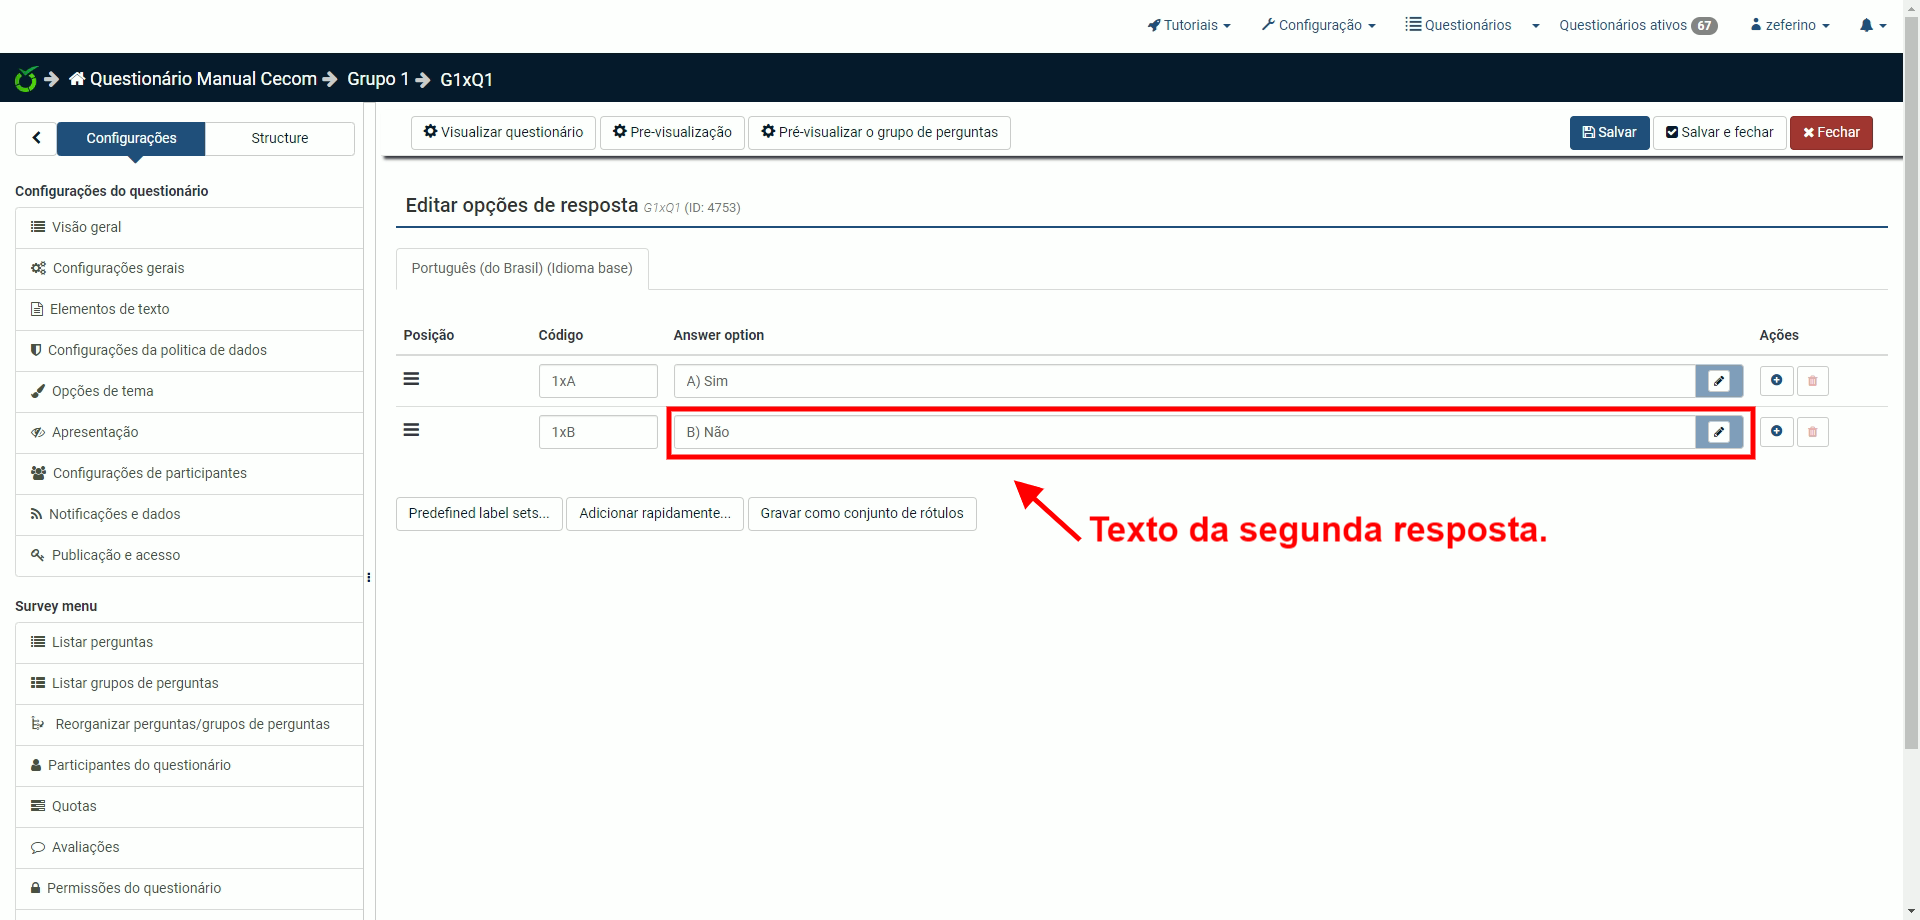 Tutoriais Configuração Questionários Questionários ativos 67 zeferino
Questionário Manual Cecom Grupo 1 G1xQ1
Configurações Structure
Visualizar questionário Pre-visualização Pré-visualizar o grupo de perguntas Salvar Salvar e fechar Fechar
Configurações do questionário
Visão geral
Configurações gerais
Elementos de texto
Configurações da politica de dados
Opções de tema
Apresentação
Configurações de participantes
Notificações e dados
Publicação e acesso
Survey menu
Listar perguntas
Listar grupos de perguntas
Reorganizar perguntas/grupos de perguntas
Participantes do questionário
Quotas
Avaliações
Permissões do questionário
Editar opções de resposta G1xQ1 (ID: 4753)
Português (do Brasil) (Idioma base)
Posição Código Answer option Ações
1xA A) Sim
1xB B) Não
Predefined label sets... Adicionar rapidamente... Gravar como conjunto de rótulos
Texto da segunda resposta.